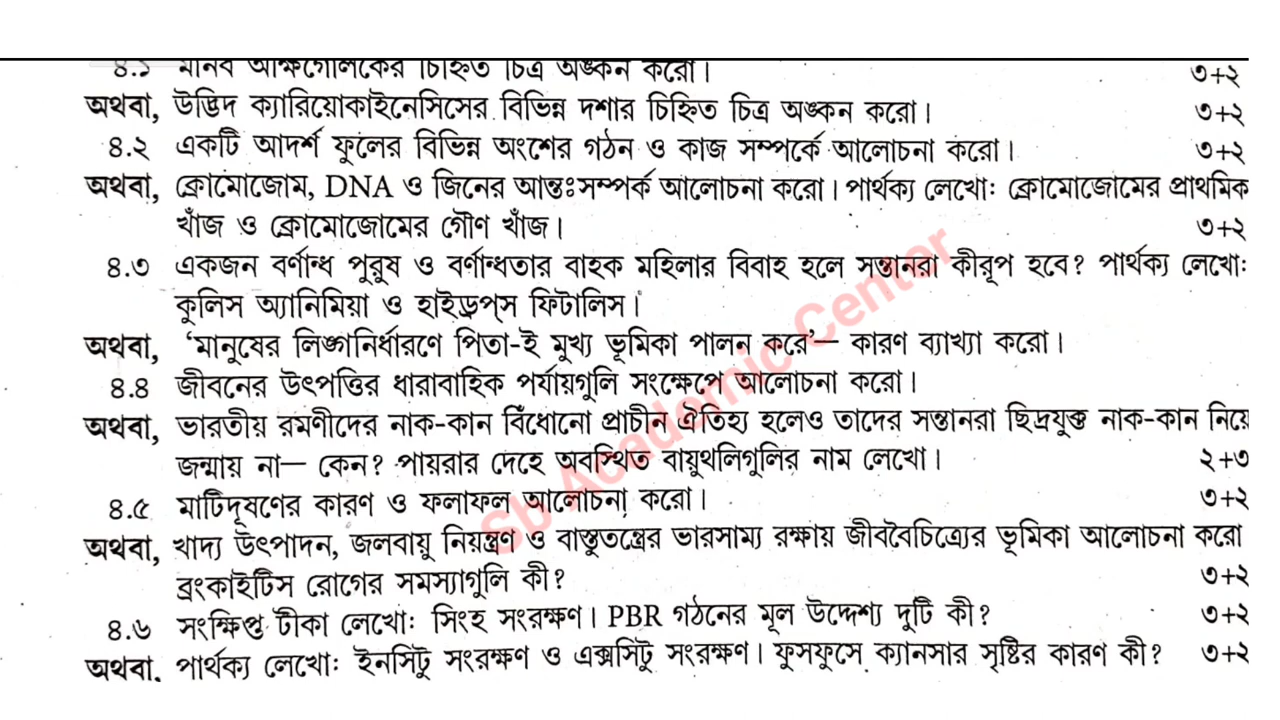 ৪.১ মানব অক্ষিগোলকের চিহ্নিত চিত্র অঙ্কন করো। ৩+২
অথবা, উদ্ভিদ ক্যারিয়োকাইনেসিসের বিভিন্ন দশার চিহ্নিত চিত্র অঙ্কন করো। ৩+২
৪.২ একটি আদর্শ ফুলের বিভিন্ন অংশের গঠন ও কাজ সম্পর্কে আলোচনা করো। ৩+২
অথবা, ক্রোমোজোম, DNA ও জিনের আন্তঃসম্পর্ক আলোচনা করো। পার্থক্য লেখোঃ ক্রোমোজোমের প্রাথমিক
খাঁজ ও ক্রোমোজোমের গৌণ খাঁজ। ৩+২
৪.৩ একজন বর্ণান্ধ পুরুষ ও বর্ণান্ধতার বাহক মহিলার বিবাহ হলে সন্তানরা কীরূপ হবে? পার্থক্য লেখোঃ
কুলিস অ্যানিমিয়া ও হাইড্রপ্‌স ফিটালিস।
অথবা, ‘মানুষের লিঙ্গনির্ধারণে পিতা-ই মুখ্য ভূমিকা পালন করে’— কারণ ব্যাখ্যা করো।
৪.৪ জীবনের উৎপত্তির ধারাবাহিক পর্যায়গুলি সংক্ষেপে আলোচনা করো।
অথবা, ভারতীয় রমণীদের নাক-কান বিঁধোনো প্রাচীন ঐতিহ্য হলেও তাদের সন্তানরা ছিদ্রযুক্ত নাক-কান নিয়ে
জন্মায় না— কেন? পায়রার দেহে অবস্থিত বায়ুথলিগুলির নাম লেখো। ২+৩
৪.৫ মাটিদূষণের কারণ ও ফলাফল আলোচনা করো। ৩+২
অথবা, খাদ্য উৎপাদন, জলবায়ু নিয়ন্ত্রণ ও বাস্তুতন্ত্রের ভারসাম্য রক্ষায় জীববৈচিত্র্যের ভূমিকা আলোচনা করো
ব্রংকাইটিস রোগের সমস্যাগুলি কী? ৩+২
৪.৬ সংক্ষিপ্ত টীকা লেখোঃ সিংহ সংরক্ষণ। PBR গঠনের মূল উদ্দেশ্য দুটি কী? ৩+২
অথবা, পার্থক্য লেখোঃ ইনসিটু সংরক্ষণ ও এক্সসিটু সংরক্ষণ। ফুসফুসে ক্যানসার সৃষ্টির কারণ কী? ৩+২
Sb Academic Center